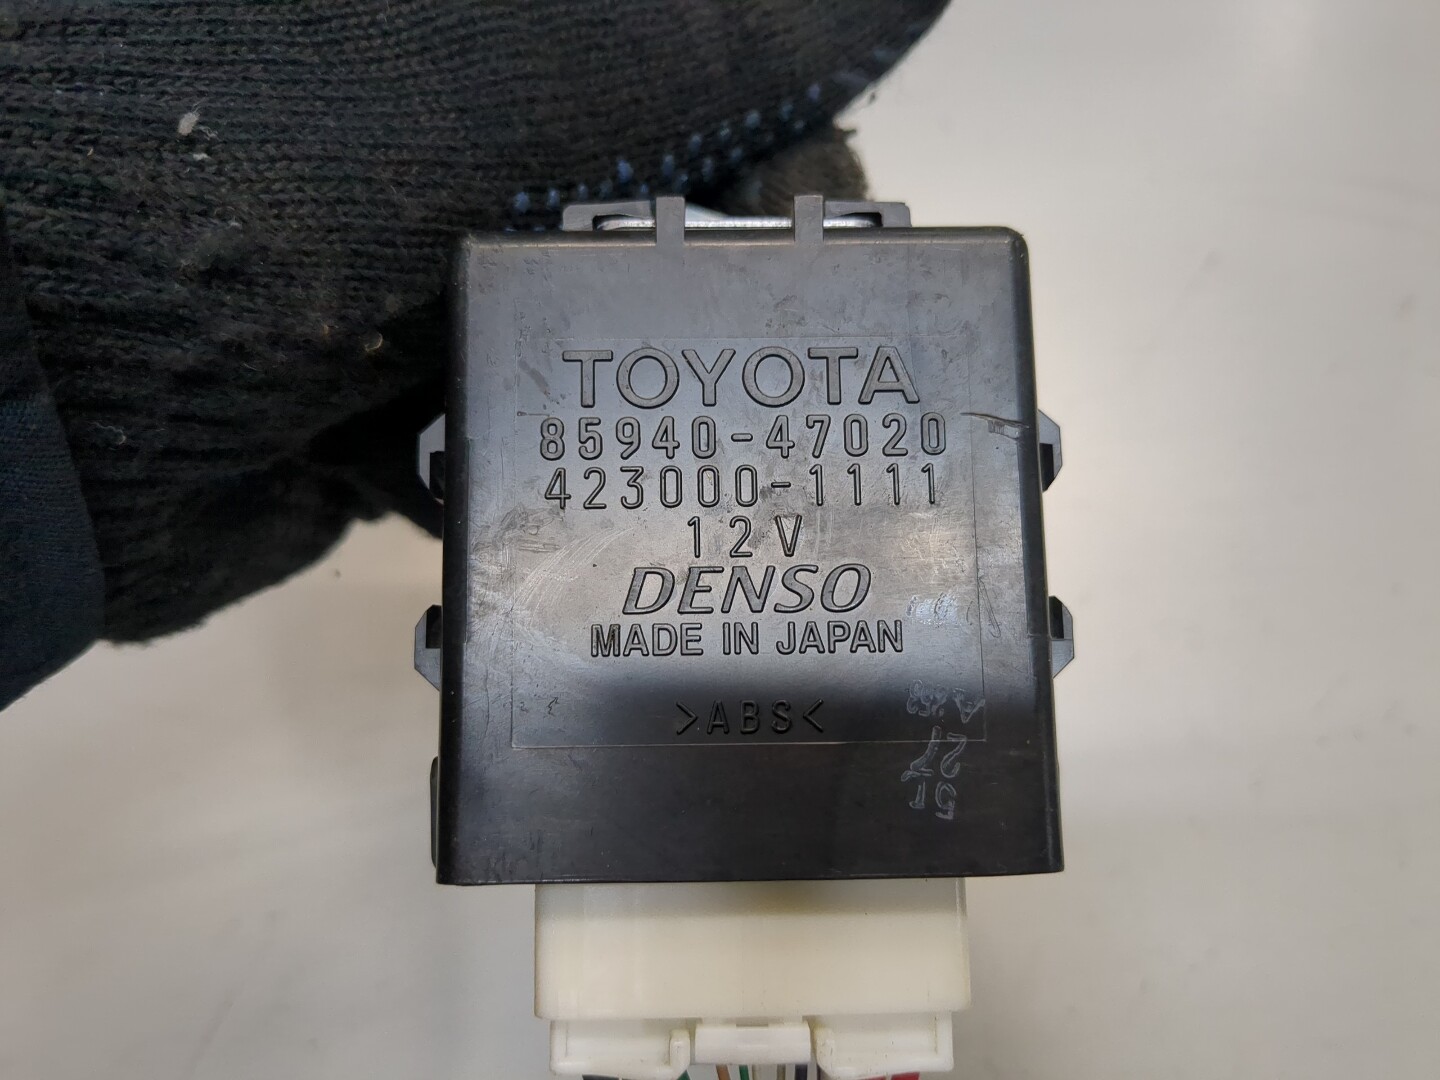 TOYOTA
85940-47020
423000-1111
12V
DENSO
MADE IN JAPAN
>ABS<